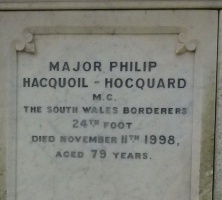 MAJOR PHILIP
HACQUOIL - HOCQUARD
M.C.
THE SOUTH WALES BORDERERS
24TH FOOT
DIED NOVEMBER 11TH 1998,
AGED 79 YEARS.